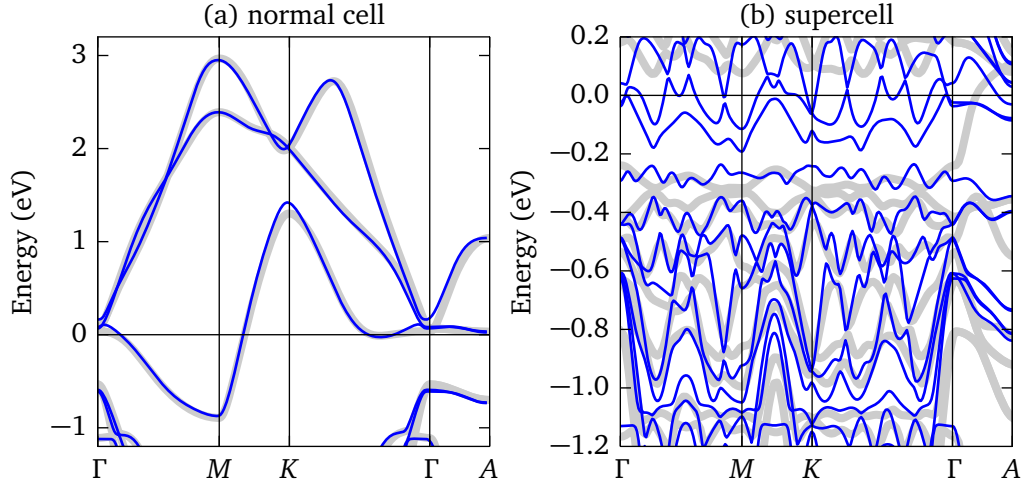 (a) normal cell
(b) supercell
Energy (eV)
3
2
1
0
−1
Γ M K Γ A
Energy (eV)
0.2
0.0
−0.2
−0.4
−0.6
−0.8
−1.0
−1.2
Γ M K Γ A